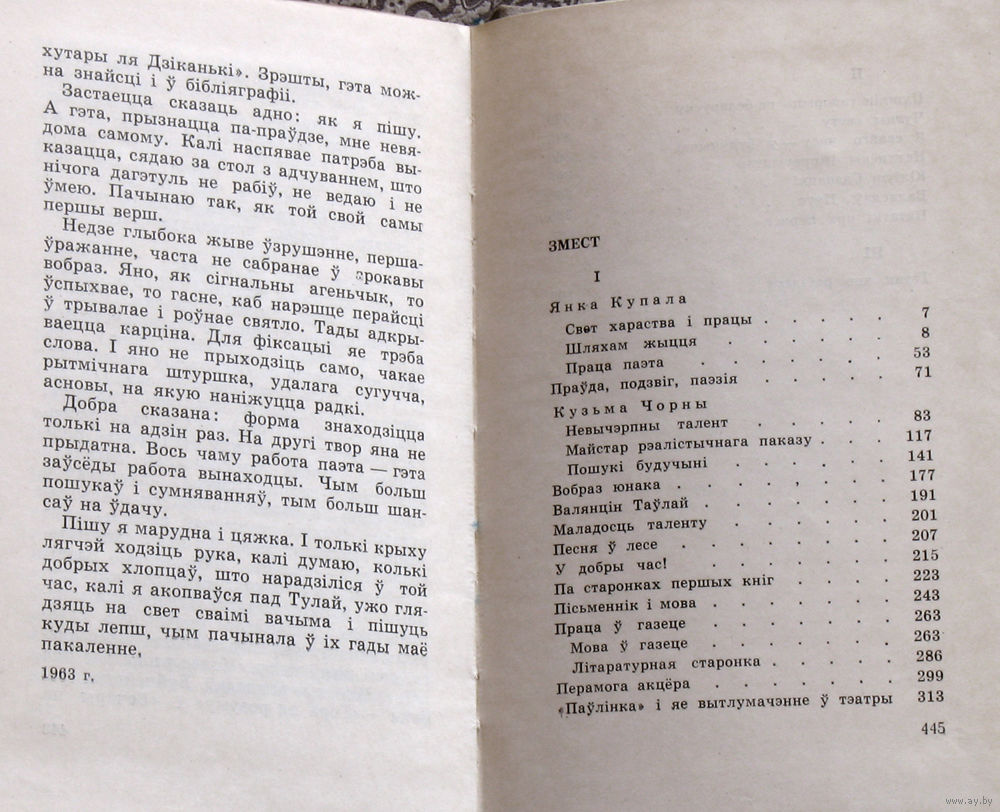 хутары ля Дзіканькі». Зрэшты, гэта мож-
на знайсці і ў бібліяграфіі.
Застаецца сказаць адно: як я пішу.
А гэта, прызнацца па-праўдзе, мне невя-
дома самому. Калі наспявае патрэба вы-
казацца, сядаю за стол з адчуваннем, што
нічога дагэтуль не рабіў, не ведаю і не
ўмею. Пачынаю так, як той свой самы
першы верш.
Недзе глыбока жыве ўзрушэнне, перша-
ўражанне, часта не сабранае ў зрокавы
вобраз. Яно, як сігнальны агеньчык, то
ўспыхвае, то гасне, каб нарэшце перайсці
ў трывалае і роўнае святло. Тады адкры-
ваецца карціна. Для фіксацыі яе трэба
слова. І яно не прыходзіць само, чакае
рытмічнага штуршка, удалага сугучча,
асновы, на якую наніжуцца радкі.
Добра сказана: форма знаходзіцца
толькі на адзін раз. На другі твор яна не
прыдатна. Вось чаму работа паэта — гэта
заўсёды работа вынаходцы. Чым больш
пошукаў і сумняванняў, тым больш шан-
саў на ўдачу.
Пішу я марудна і цяжка. І толькі крыху
лягчэй ходзіць рука, калі думаю, колькі
добрых хлопцаў, што нарадзіліся ў той
час, калі я акопваўся пад Тулай, ужо гля-
дзяць на свет сваімі вачыма і пішуць
куды лепш, чым пачынала ў іх гады маё
пакаленне.
1963 г.
ЗМЕСТ
І
Янка Купала
Свет хараства і працы . . . . . 7
Шляхам жыцця . . . . . . 8
Праца паэта . . . . . . 53
Праўда, подзвіг, паэзія . . . . . 71
Кузьма Чорны
Невычэрпны талент . . . . . 83
Майстар рэалістычнага паказу . . . 117
Пошукі будучыні . . . . . 141
Вобраз юнака . . . . . . . 177
Валянцін Таўлай . . . . . . 191
Маладосць таленту . . . . . 201
Песня ў лесе . . . . . . . 207
У добры час! . . . . . . . 215
Па старонках першых кніг . . . . 223
Пісьменнік і мова . . . . . . 243
Праца ў газеце . . . . . . 263
Мова ў газеце . . . . . . 263
Літаратурная старонка . . . . . 286
Перамога акцёра . . . . . . 299
«Паўлінка» і яе вытлумачэнне ў тэатры 313
445
www.ay.by